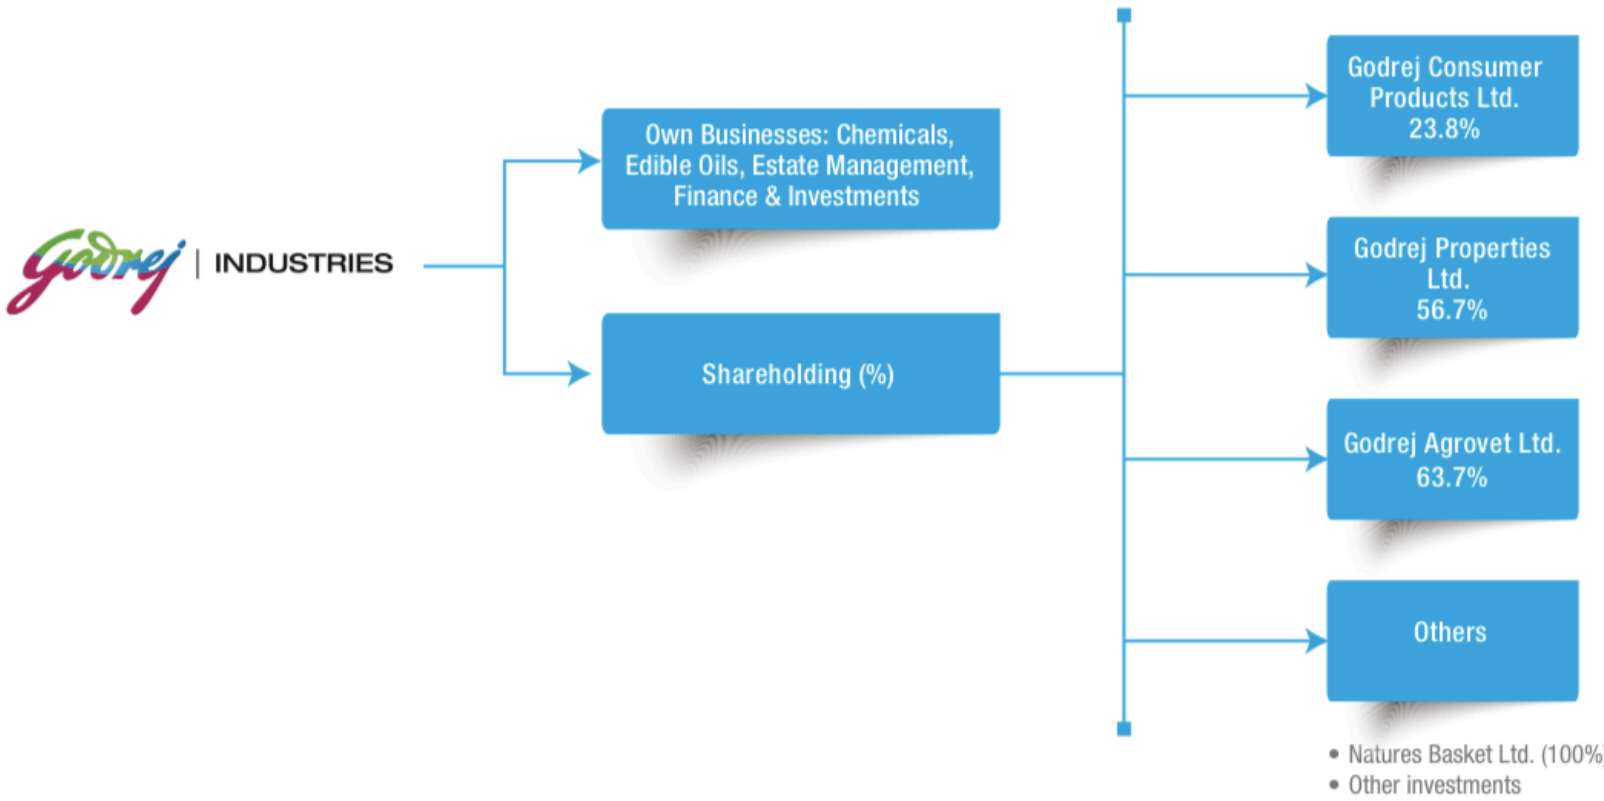 Godrej | INDUSTRIES
Own Businesses: Chemicals,
Edible Oils, Estate Management,
Finance & Investments
Shareholding (%)
Godrej Consumer
Products Ltd.
23.8%
Godrej Properties
Ltd.
56.7%
Godrej Agrovet Ltd.
63.7%
Others
• Natures Basket Ltd. (100%)
• Other investments